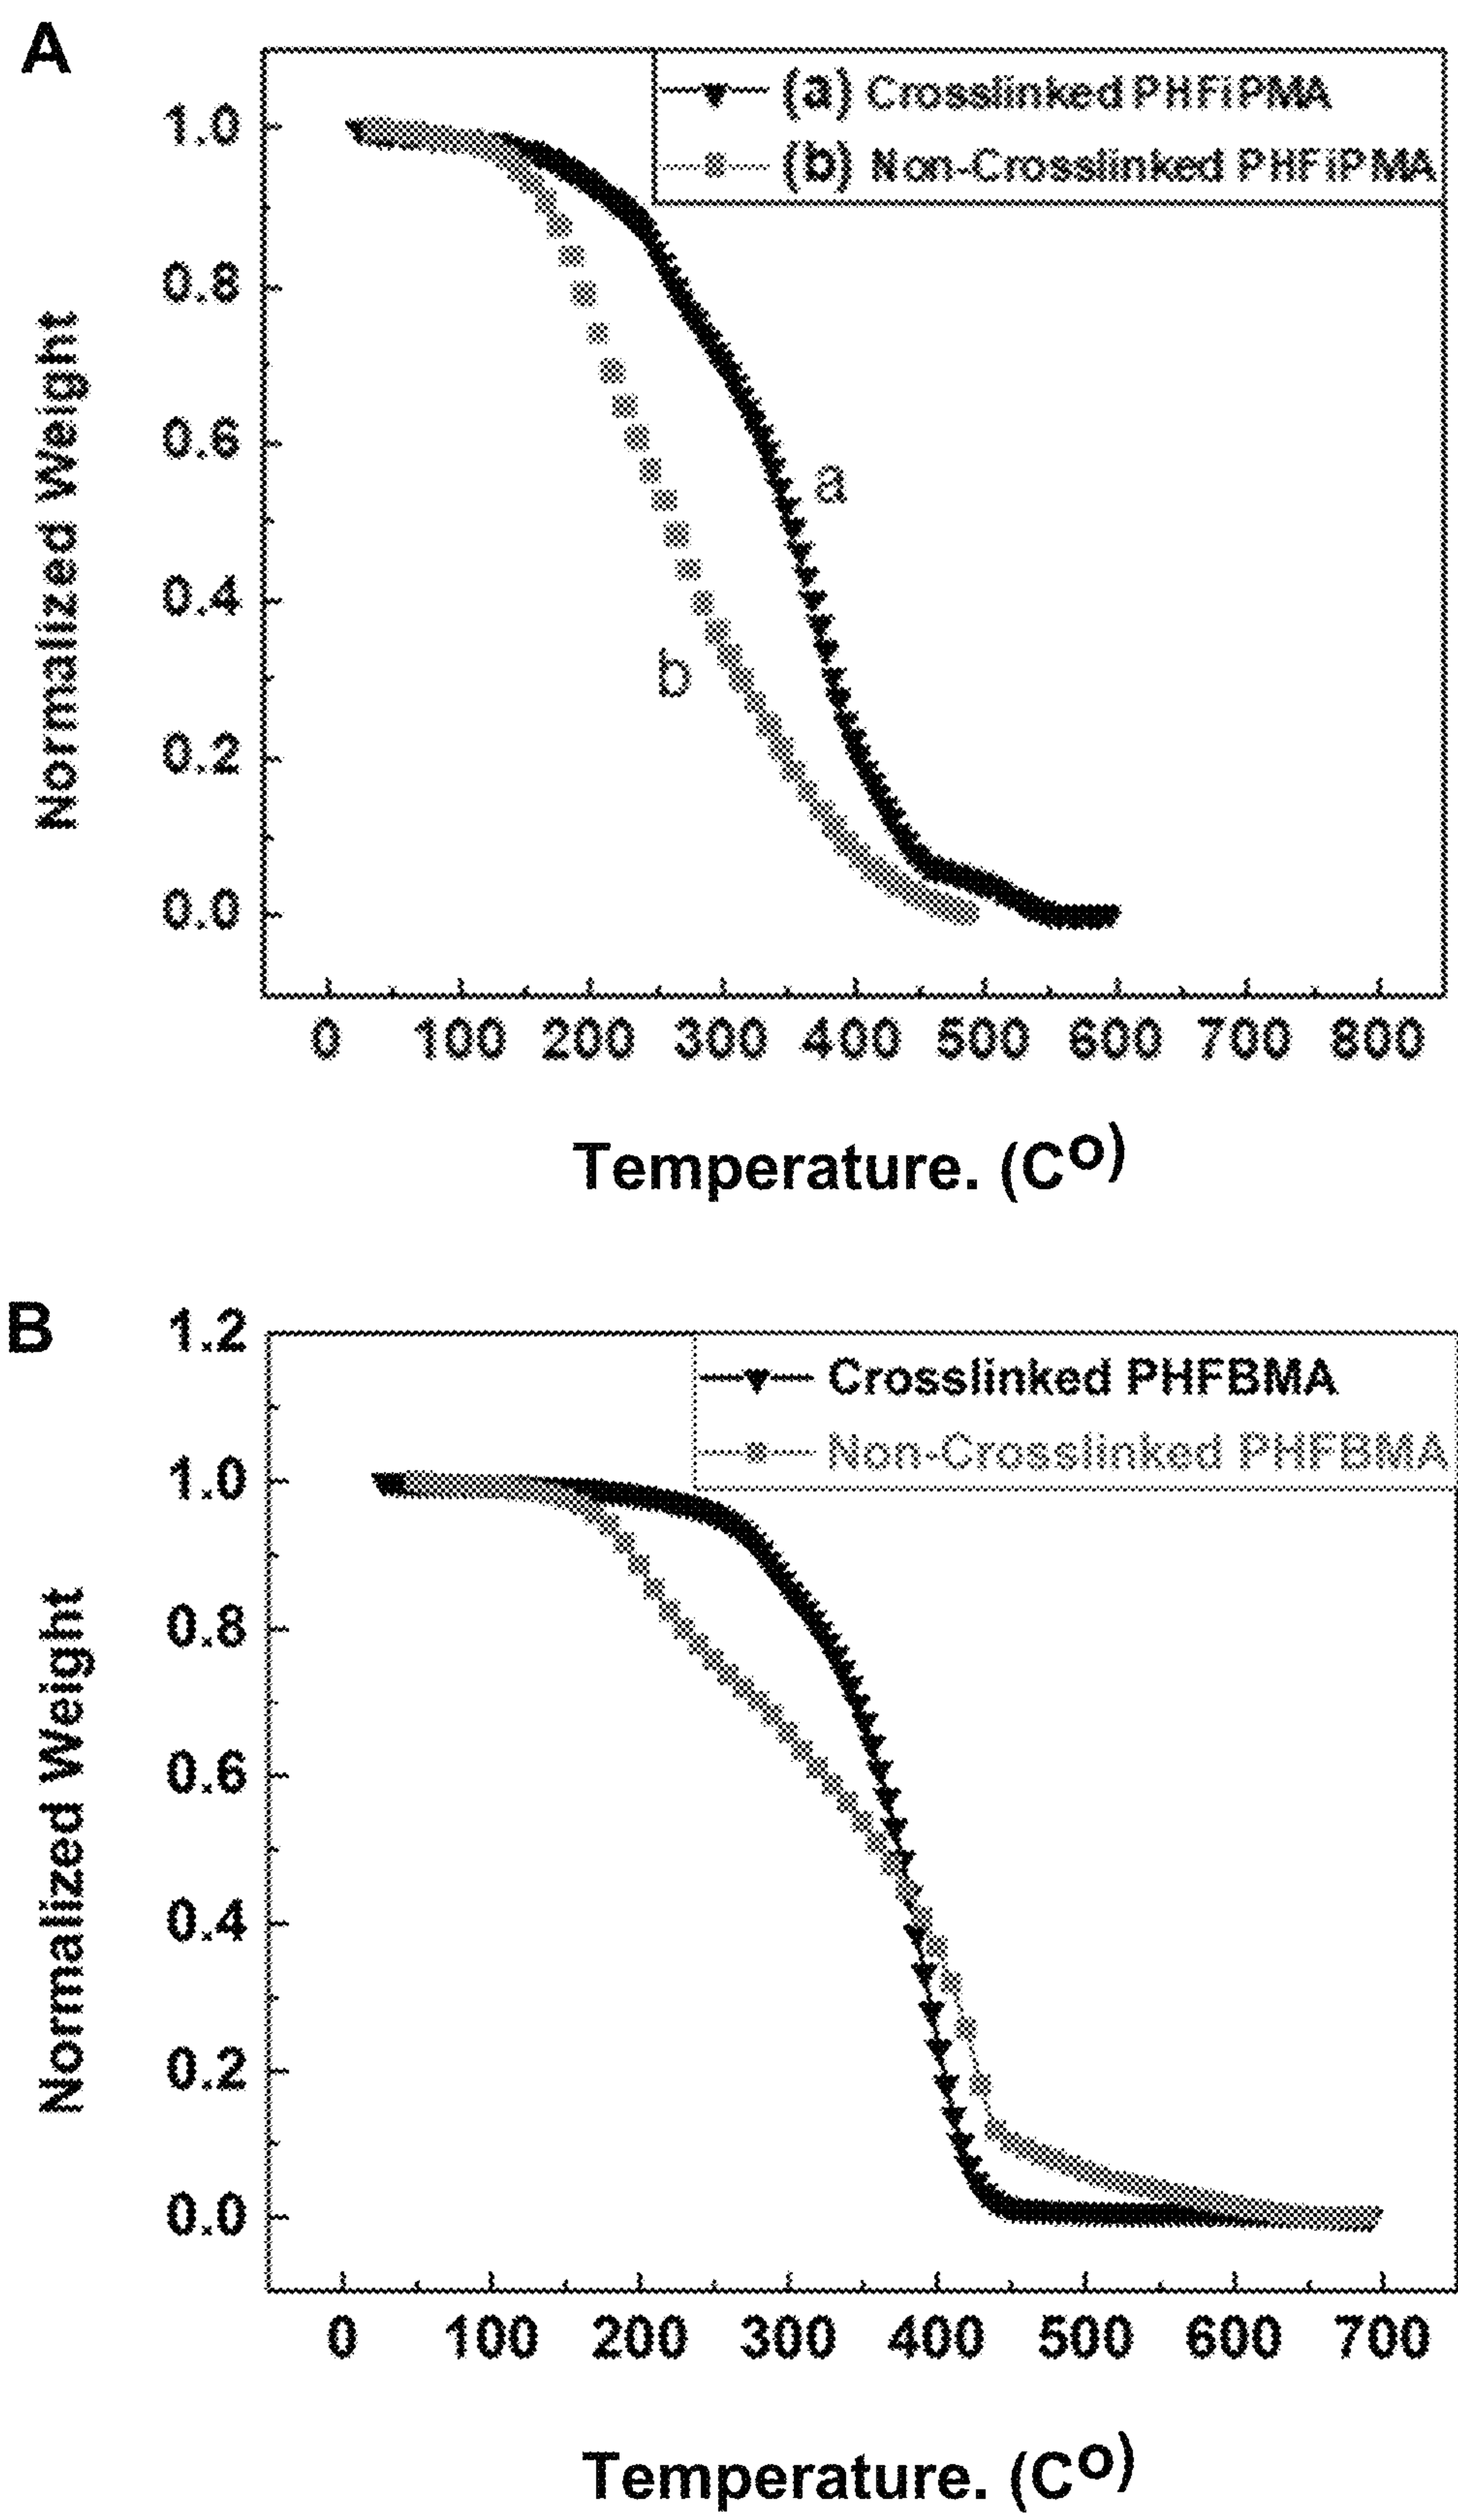 A
(a) Crosslinked PHFiPMA
(b) Non-Crosslinked PHFiPMA
1.0
0.8
0.6
0.4
0.2
0.0
Normalized Weight
a
b
0 100 200 300 400 500 600 700 800
Temperature. (Cº)
B
Crosslinked PHFBMA
Non-Crosslinked PHFBMA
1.2
1.0
0.8
0.6
0.4
0.2
0.0
Normalized Weight
0 100 200 300 400 500 600 700
Temperature. (Cº)